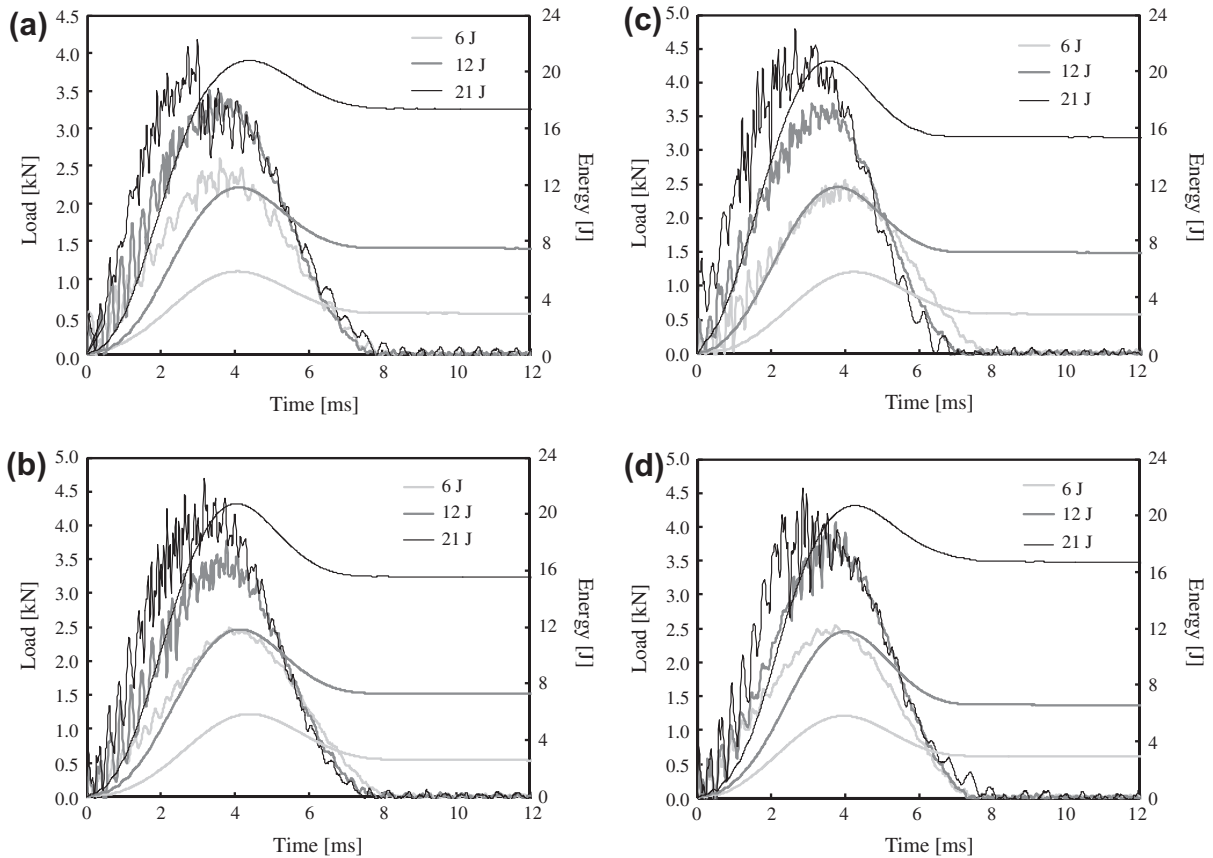 (a)
4.5
4.0
3.5
3.0
2.5
2.0
1.5
1.0
0.5
0.0
Load [kN]
6 J
12 J
21 J
24
20
16
12
8
4
0
Energy [J]
0 2 4 6 8 10 12
Time [ms]
(c)
5.0
4.5
4.0
3.5
3.0
2.5
2.0
1.5
1.0
0.5
0.0
Load [kN]
6 J
12 J
21 J
24
20
16
12
8
4
0
Energy [J]
0 2 4 6 8 10 12
Time [ms]
(b)
5.0
4.5
4.0
3.5
3.0
2.5
2.0
1.5
1.0
0.5
0.0
Load [kN]
6 J
12 J
21 J
24
20
16
12
8
4
0
Energy [J]
0 2 4 6 8 10 12
Time [ms]
(d)
5.0
4.5
4.0
3.5
3.0
2.5
2.0
1.5
1.0
0.5
0.0
Load [kN]
6 J
12 J
21 J
24
20
16
12
8
4
0
Energy [J]
0 2 4 6 8 10 12
Time [ms]